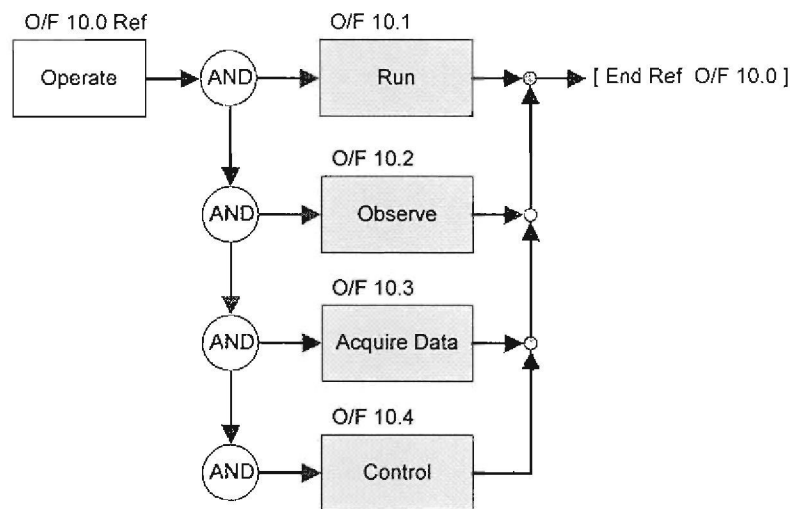 O/F 10.0 Ref
O/F 10.1
Operate
AND
Run
[ End Ref O/F 10.0 ]
O/F 10.2
AND
Observe
O/F 10.3
AND
Acquire Data
O/F 10.4
AND
Control